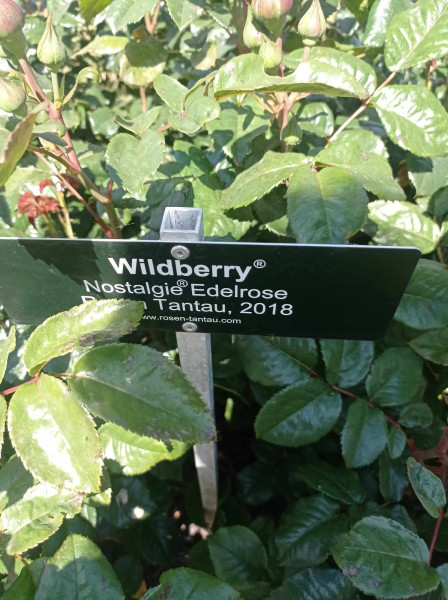 Wildberry®
Nostalgie® Edelrose
Tantau, 2018
www.rosen-tantau.com